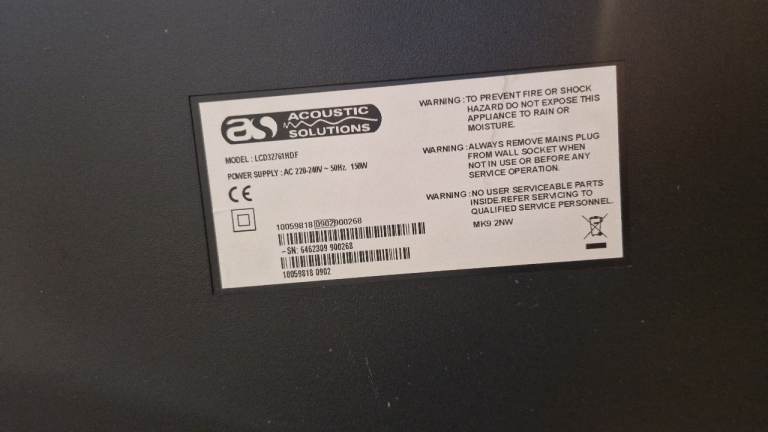 as ACOUSTIC
SOLUTIONS
MODEL : LCD32761HDF
POWER SUPPLY : AC 220-240V ~ 50Hz. 150W
CE
10059818 0902 900268
-SN: 6462309 900268
10059818 0902
WARNING :TO PREVENT FIRE OR SHOCK
HAZARD DO NOT EXPOSE THIS
APPLIANCE TO RAIN OR
MOISTURE.
WARNING :ALWAYS REMOVE MAINS PLUG
FROM WALL SOCKET WHEN
NOT IN USE OR BEFORE ANY
SERVICE OPERATION.
WARNING :NO USER SERVICEABLE PARTS
INSIDE.REFER SERVICING TO
QUALIFIED SERVICE PERSONNEL.
MK9 2NW